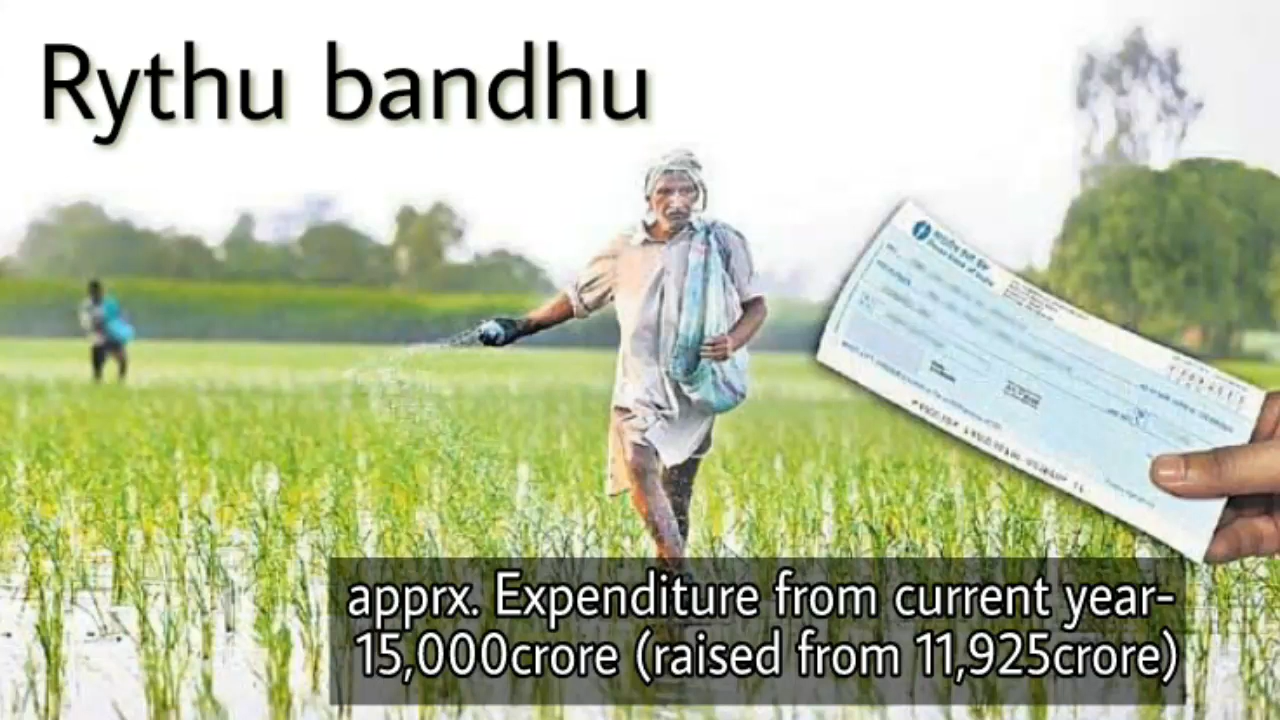 Rythu bandhu
apprx. Expenditure from current year-
15,000crore (raised from 11,925crore)